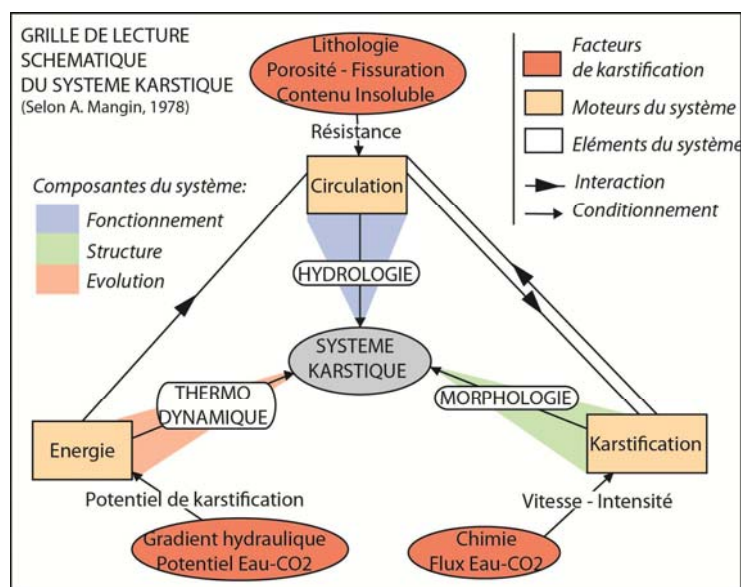 GRILLE DE LECTURE
SCHEMATIQUE
DU SYSTEME KARSTIQUE
(Selon A. Mangin, 1978)
Lithologie
Porosité - Fissuration
Contenu Insoluble
Facteurs
de karstification
Moteurs du système
Eléments du système
Interaction
Conditionnement
Résistance
Circulation
Composantes du système:
Fonctionnement
Structure
Evolution
HYDROLOGIE
SYSTEME
KARSTIQUE
THERMO
DYNAMIQUE
MORPHOLOGIE
Energie
Karstification
Potentiel de karstification
Vitesse - Intensité
Gradient hydraulique
Potentiel Eau-CO2
Chimie
Flux Eau-CO2